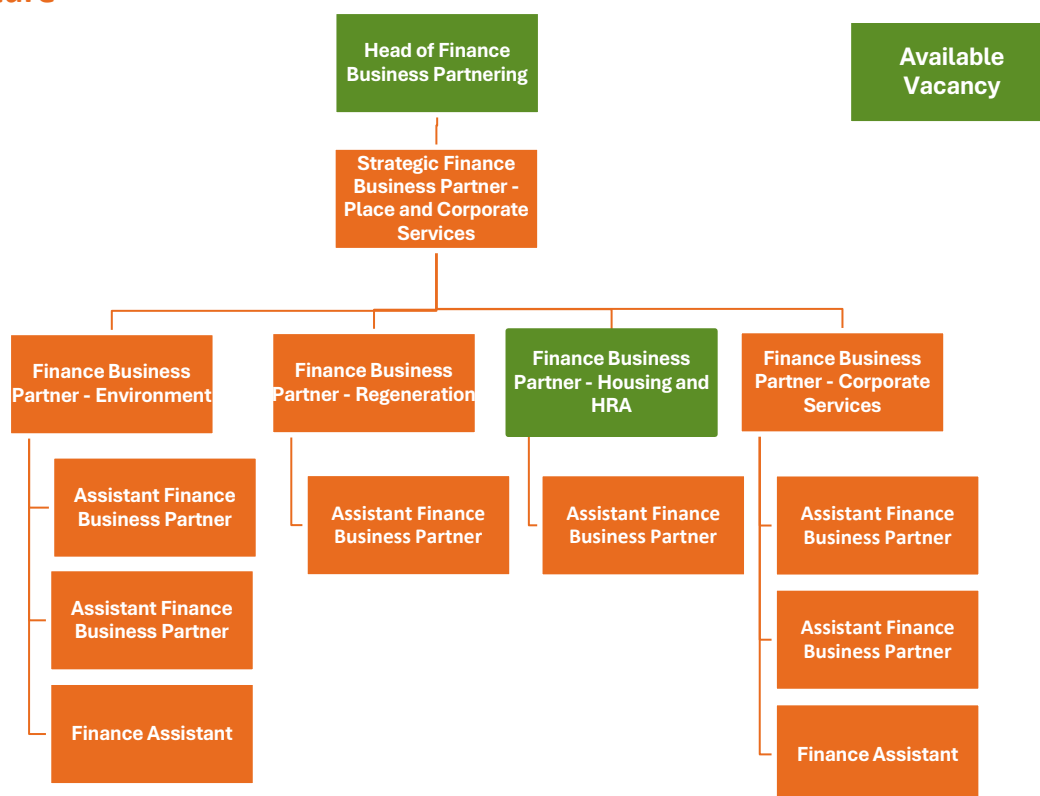 Head of Finance
Business Partnering
Available
Vacancy
Strategic Finance
Business Partner -
Place and Corporate
Services
Finance Business
Partner - Environment
Finance Business
Partner - Regeneration
Finance Business
Partner - Housing and
HRA
Finance Business
Partner - Corporate
Services
Assistant Finance
Business Partner
Assistant Finance
Business Partner
Finance Assistant
Assistant Finance
Business Partner
Assistant Finance
Business Partner
Assistant Finance
Business Partner
Assistant Finance
Business Partner
Finance Assistant